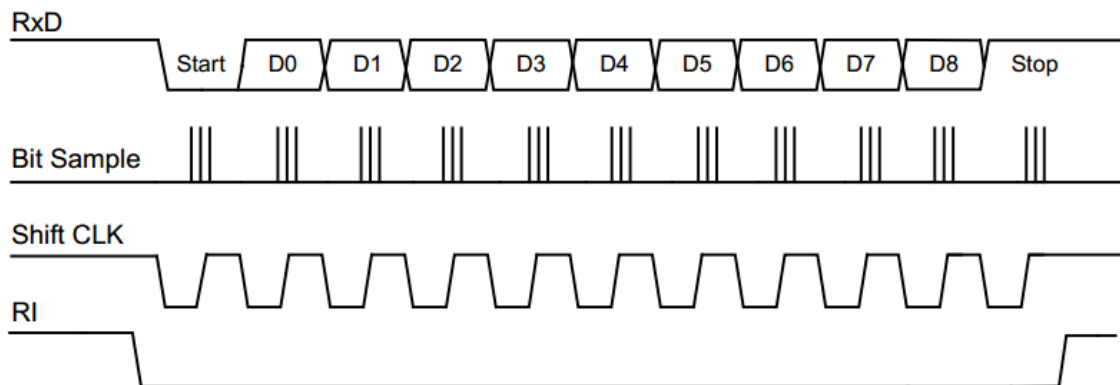 RxD
Start D0 D1 D2 D3 D4 D5 D6 D7 D8 Stop
Bit Sample
Shift CLK
RI